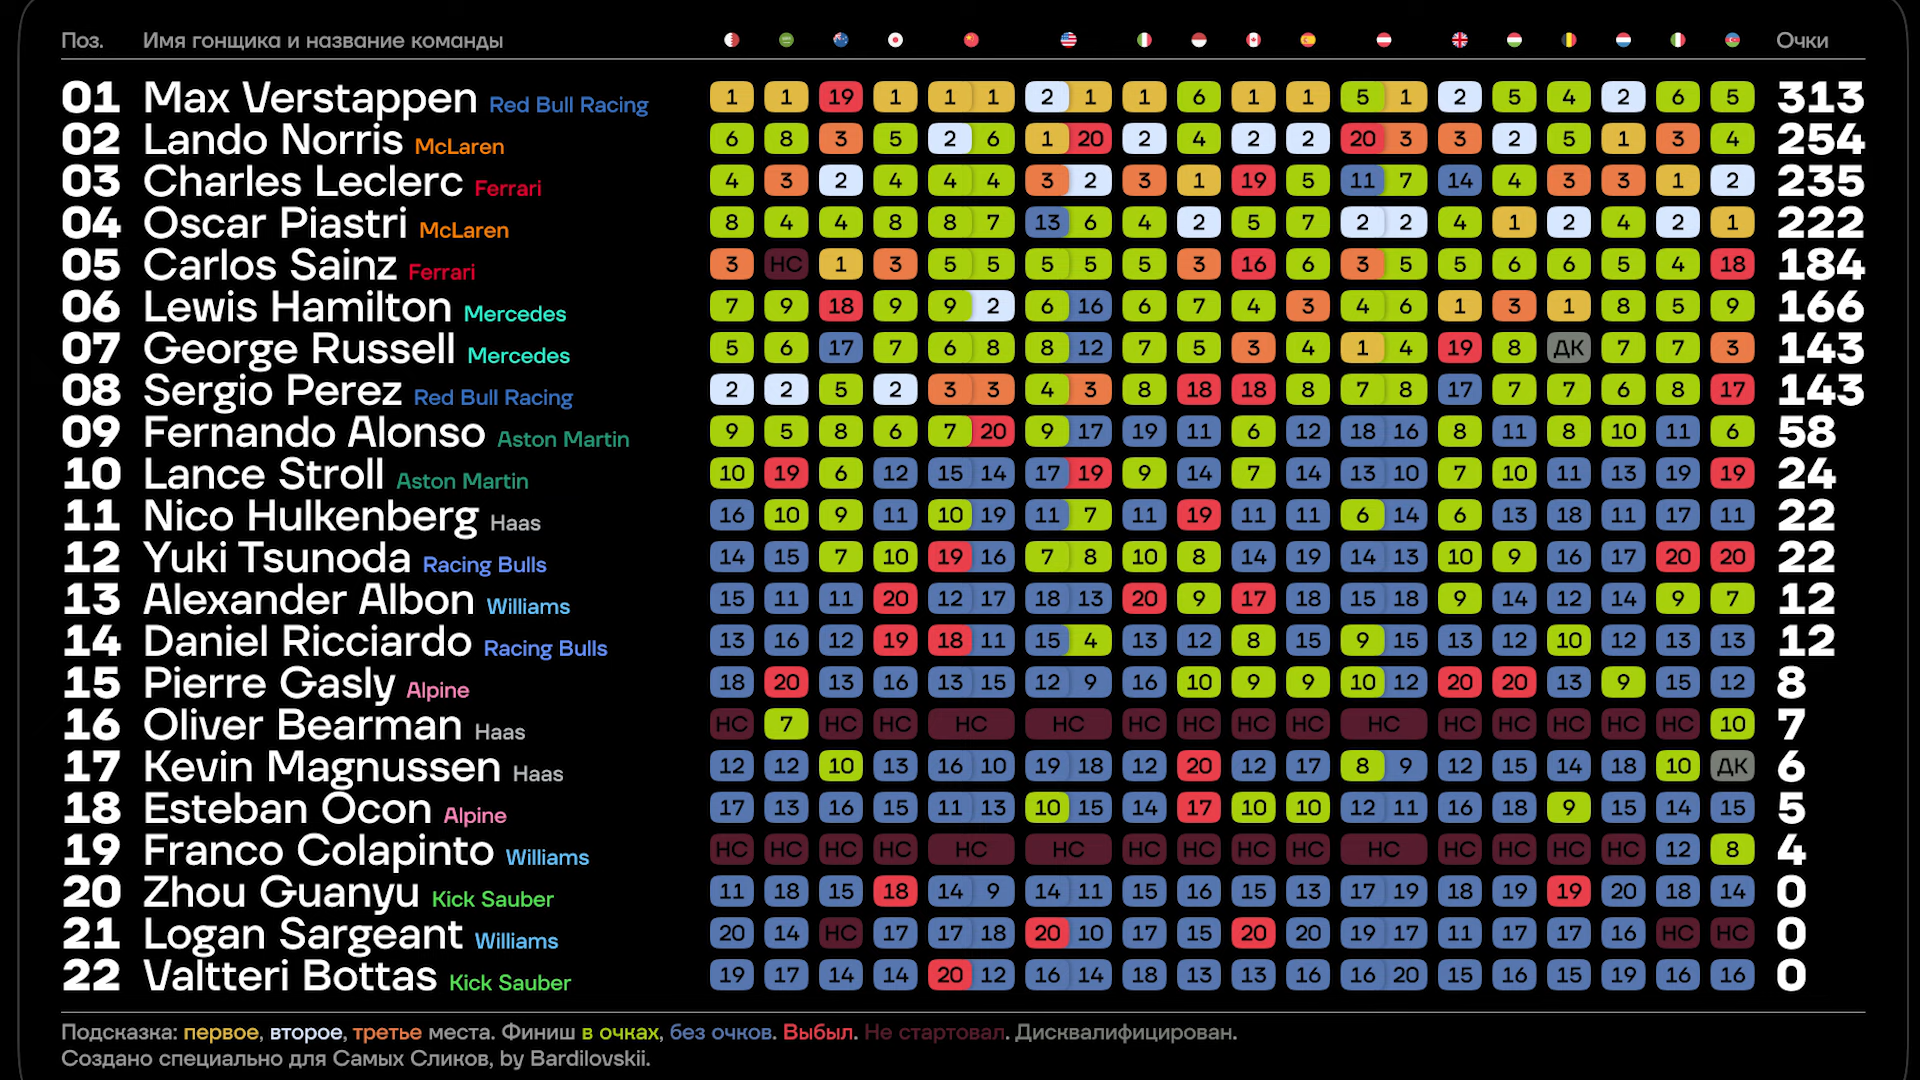 Поз. Имя гонщика и название команды Очки
01 Max Verstappen Red Bull Racing 1 1 19 1 1 1 2 1 1 6 1 1 5 1 2 5 4 2 6 5 313
02 Lando Norris McLaren 6 8 3 5 2 6 1 20 2 4 2 2 20 3 3 2 5 1 3 4 254
03 Charles Leclerc Ferrari 4 3 2 4 4 4 3 2 3 1 19 5 11 7 14 4 3 3 1 2 235
04 Oscar Piastri McLaren 8 4 4 8 8 7 13 6 4 2 5 7 2 2 4 1 2 4 2 1 222
05 Carlos Sainz Ferrari 3 НС 1 3 5 5 5 5 5 3 16 6 3 5 5 6 6 5 4 18 184
06 Lewis Hamilton Mercedes 7 9 18 9 9 2 6 16 6 7 4 3 4 6 1 3 1 8 5 9 166
07 George Russell Mercedes 5 6 17 7 6 8 8 12 7 5 3 4 1 4 19 8 ДК 7 7 3 143
08 Sergio Perez Red Bull Racing 2 2 5 2 3 3 4 3 8 18 18 8 7 8 17 7 7 6 8 17 143
09 Fernando Alonso Aston Martin 9 5 8 6 7 20 9 17 19 11 6 12 18 16 8 11 8 10 11 6 58
10 Lance Stroll Aston Martin 10 19 6 12 15 14 17 19 9 14 7 14 13 10 7 10 11 13 19 19 24
11 Nico Hulkenberg Haas 16 10 9 11 10 19 11 7 11 19 11 11 6 14 6 13 18 11 17 11 22
12 Yuki Tsunoda Racing Bulls 14 15 7 10 19 16 7 8 10 8 14 19 14 13 10 9 16 17 20 20 22
13 Alexander Albon Williams 15 11 11 20 12 17 18 13 20 9 17 18 15 18 9 14 12 14 9 7 12
14 Daniel Ricciardo Racing Bulls 13 16 12 19 18 11 15 4 13 12 8 15 9 15 13 12 10 12 13 13 12
15 Pierre Gasly Alpine 18 20 13 16 13 15 12 9 16 10 9 9 10 12 20 20 13 9 15 12 8
16 Oliver Bearman Haas НС 7 НС НС НС НС НС НС НС НС НС НС НС НС НС НС 10 7
17 Kevin Magnussen Haas 12 12 10 13 16 10 19 18 12 20 12 17 8 9 12 15 14 18 10 ДК 6
18 Esteban Ocon Alpine 17 13 16 15 11 13 10 15 14 17 10 10 12 11 16 18 9 15 14 15 5
19 Franco Colapinto Williams НС НС НС НС НС НС НС НС НС НС НС НС НС НС НС 12 8 4
20 Zhou Guanyu Kick Sauber 11 18 15 18 14 9 14 11 15 16 15 13 17 19 18 19 19 20 18 14 0
21 Logan Sargeant Williams 20 14 НС 17 17 18 20 10 17 15 20 20 19 17 11 17 17 16 НС НС 0
22 Valtteri Bottas Kick Sauber 19 17 14 14 20 12 16 14 18 13 13 16 16 20 15 16 15 19 16 16 0
Подсказка: первое, второе, третье места. Финиш в очках, без очков. Выбыл. Не стартовал. Дисквалифицирован.
Создано специально для Самых Сликов, by Bardilovskii.